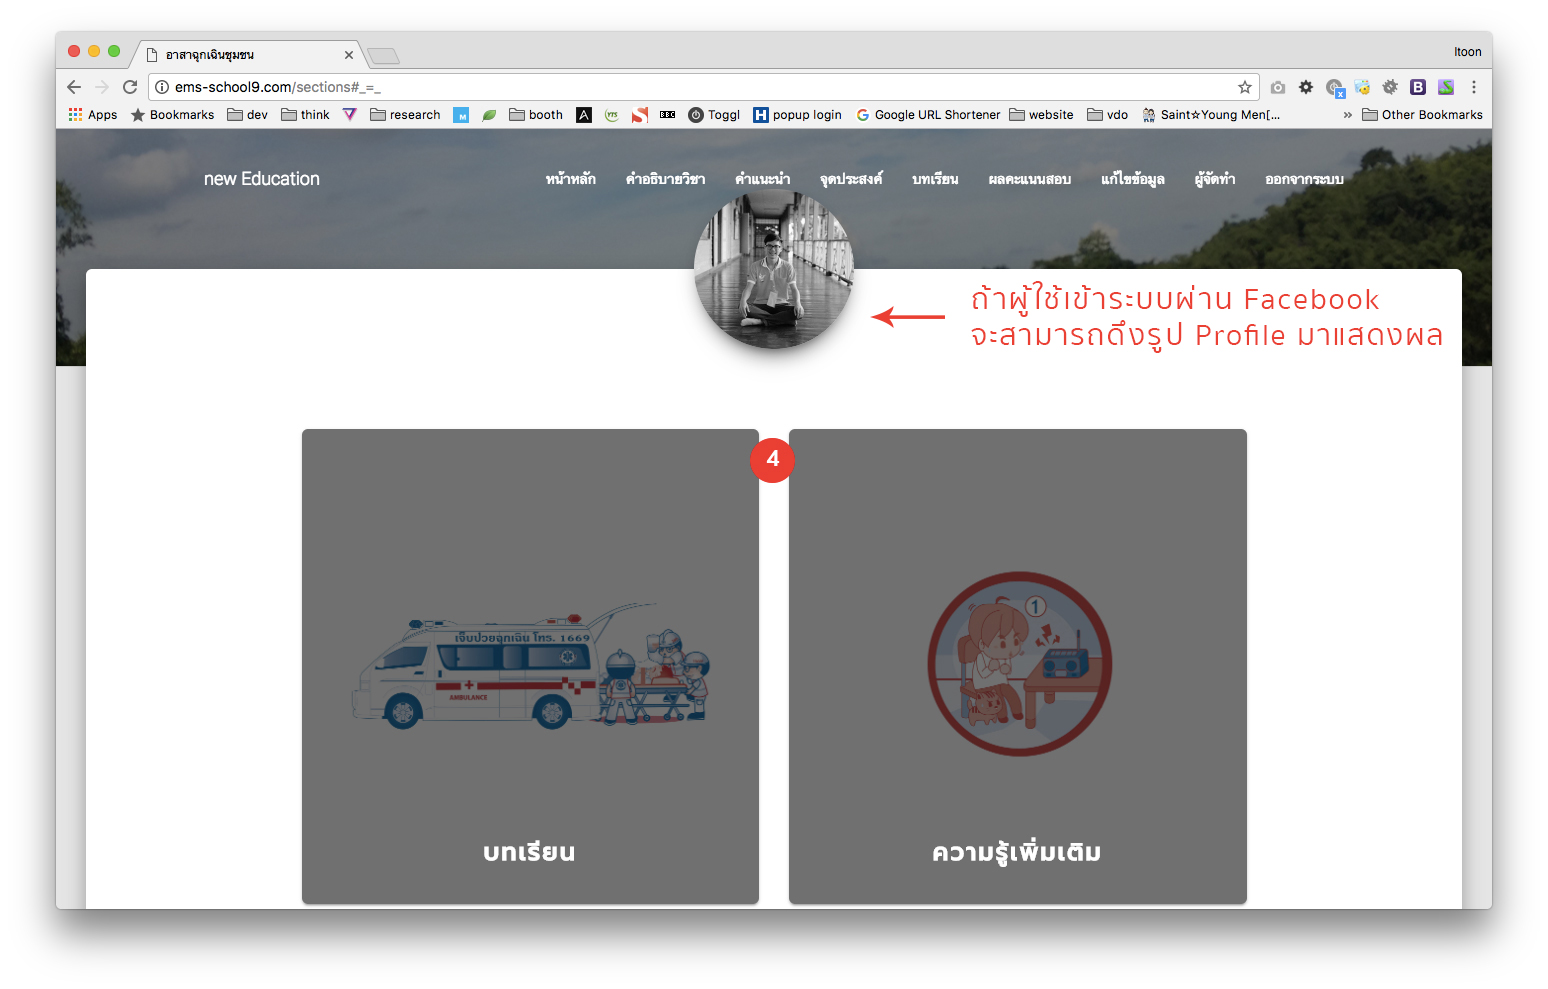 อาสาฉุกเฉินชุมชน
Itoon
ems-school9.com/sections#_=_
Apps Bookmarks dev think research M booth A YTS BBC Toggl H popup login Google URL Shortener website vdo Saint☆Young Men[... » Other Bookmarks
new Education หน้าหลัก คำอธิบายวิชา คำแนะนำ จุดประสงค์ บทเรียน ผลคะแนนสอบ แก้ไขข้อมูล ผู้จัดทำ ออกจากระบบ
ถ้าผู้ใช้เข้าระบบผ่าน Facebook
จะสามารถดึงรูป Profile มาแสดงผล
4
เจ็บป่วยฉุกเฉิน โทร. 1669
AMBULANCE
1
บทเรียน
ความรู้เพิ่มเติม